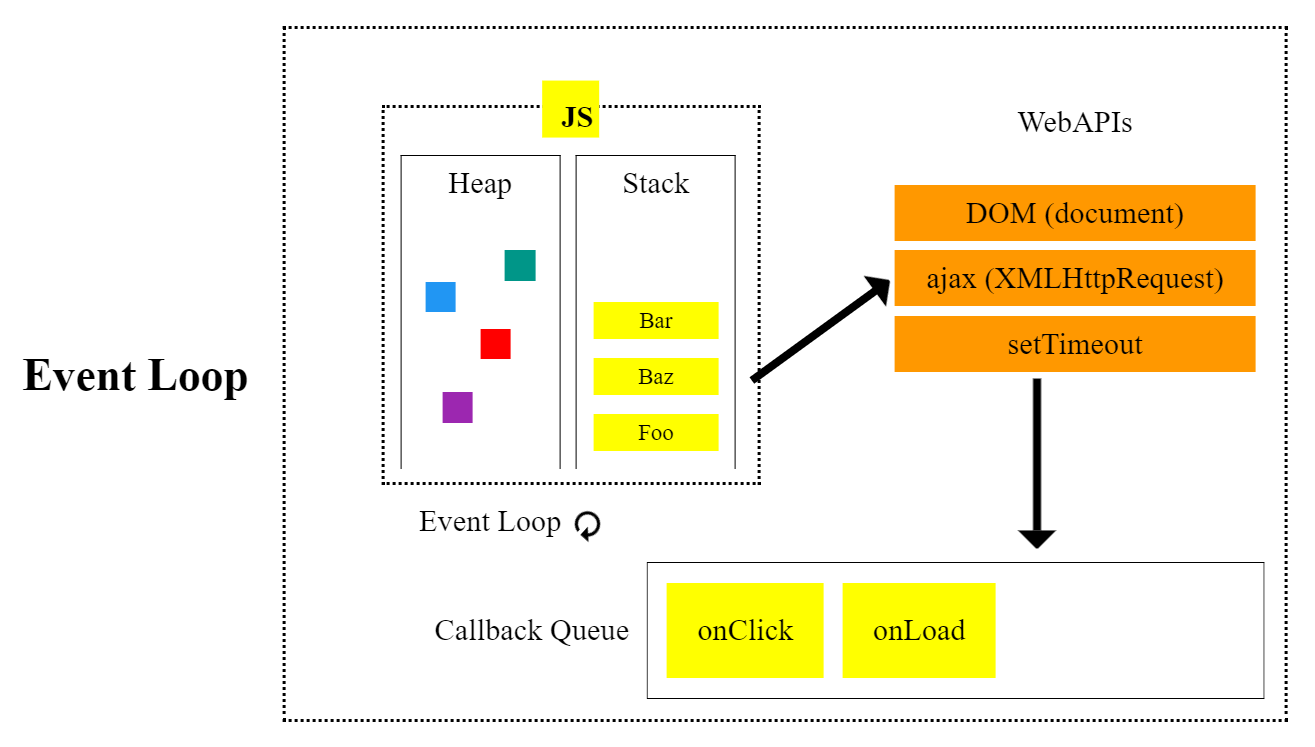 Event Loop
JS
Heap
Stack
Bar
Baz
Foo
WebAPIs
DOM (document)
ajax (XMLHttpRequest)
setTimeout
Event Loop
Callback Queue
onClick
onLoad